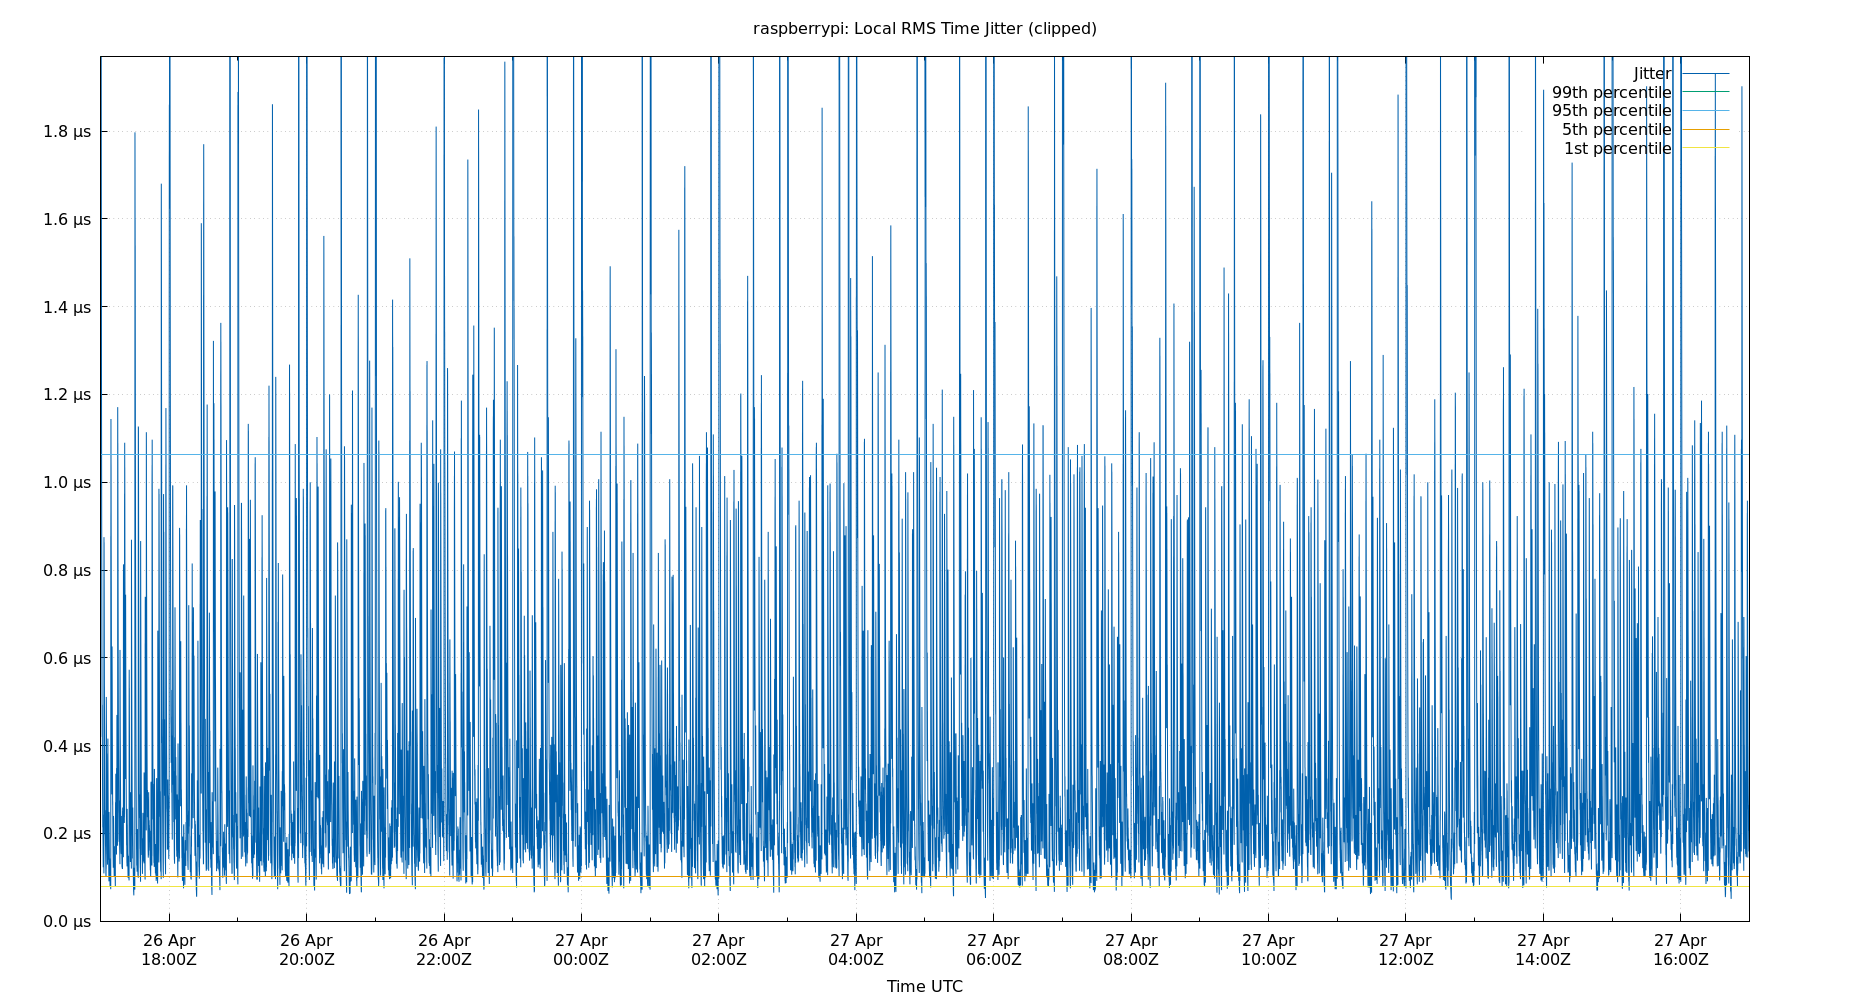 raspberrypi: Local RMS Time Jitter (clipped)
Jitter
99th percentile
95th percentile
5th percentile
1st percentile
1.8 µs
1.6 µs
1.4 µs
1.2 µs
1.0 µs
0.8 µs
0.6 µs
0.4 µs
0.2 µs
0.0 µs
26 Apr 26 Apr 26 Apr 27 Apr 27 Apr 27 Apr 27 Apr 27 Apr 27 Apr 27 Apr 27 Apr 27 Apr
18:00Z 20:00Z 22:00Z 00:00Z 02:00Z 04:00Z 06:00Z 08:00Z 10:00Z 12:00Z 14:00Z 16:00Z
Time UTC